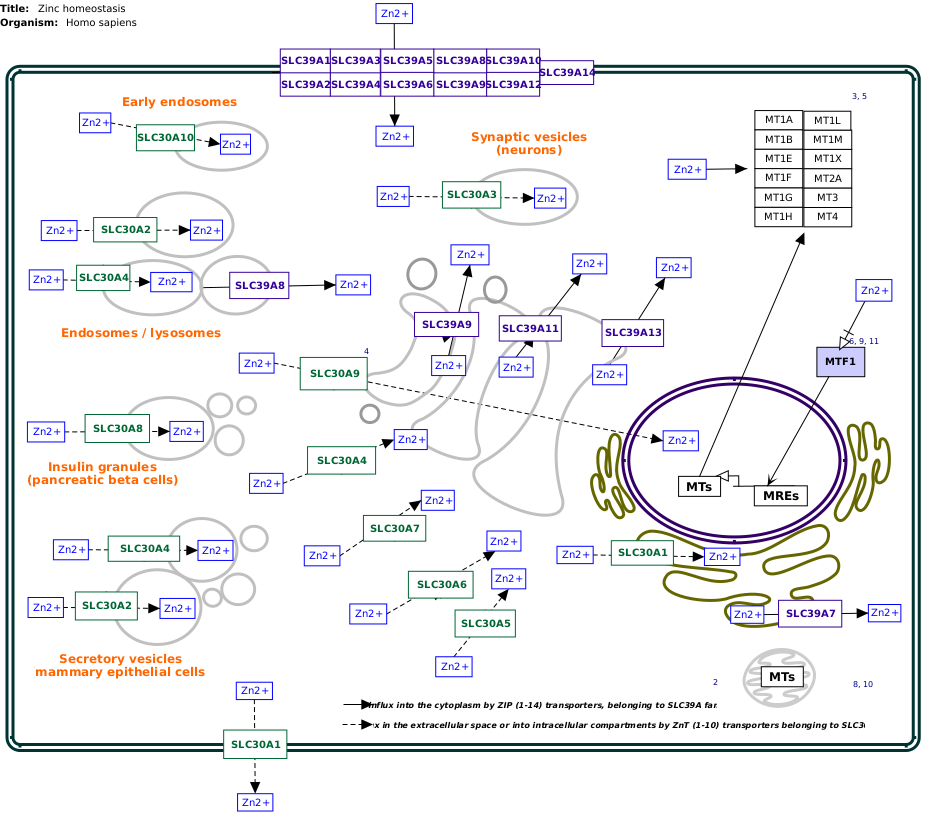 Title: Zinc homeostasis
Organism: Homo sapiens
Zn2+
SLC39A1 SLC39A3 SLC39A5 SLC39A8 SLC39A10
SLC39A14
SLC39A2 SLC39A4 SLC39A6 SLC39A9 SLC39A12
Zn2+
Early endosomes
Zn2+
SLC30A10
Zn2+
Synaptic vesicles
(neurons)
Zn2+
SLC30A3
Zn2+
3, 5
Zn2+
MT1A MT1L
MT1B MT1M
MT1E MT1X
MT1F MT2A
MT1G MT3
MT1H MT4
Zn2+
SLC30A2
Zn2+
Zn2+
SLC30A4
Zn2+
SLC39A8
Zn2+
Endosomes / lysosomes
Zn2+
SLC39A9
Zn2+
Zn2+
SLC39A11
Zn2+
Zn2+
SLC39A13
Zn2+
Zn2+
6, 9, 11
MTF1
Zn2+
4
SLC30A9
Zn2+
Zn2+
SLC30A8
Zn2+
Insulin granules
(pancreatic beta cells)
Zn2+
SLC30A4
Zn2+
MTs
MREs
Zn2+
SLC30A7
Zn2+
Zn2+
SLC30A4
Zn2+
Zn2+
SLC30A2
Zn2+
Secretory vesicles
mammary epithelial cells
Zn2+
SLC30A6
Zn2+
Zn2+
SLC30A5
Zn2+
Zn2+
SLC30A1
Zn2+
Zn2+
SLC39A7
Zn2+
MTs
2
8, 10
Zn2+
SLC30A1
Zn2+
influx into the cytoplasm by ZIP (1-14) transporters, belonging to SLC39A
in the extracellular space or into intracellular compartments by ZnT (1-10) transporters belonging to